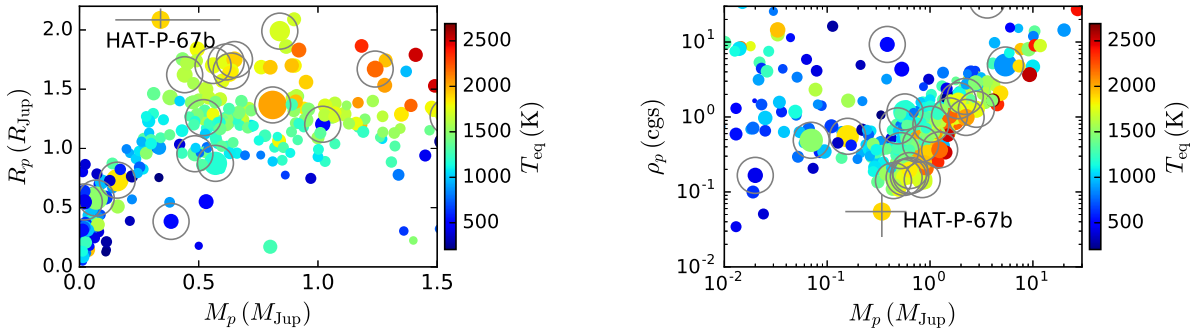 2.0
1.5
1.0
0.5
0.0
R_p (R_Jup)
HAT-P-67b
0.0 0.5 1.0 1.5
M_p (M_Jup)
2500
2000
1500
1000
500
T_eq (K)
10^1
10^0
10^-1
10^-2
ρ_p (cgs)
HAT-P-67b
10^-2 10^-1 10^0 10^1
M_p (M_Jup)
2500
2000
1500
1000
500
T_eq (K)